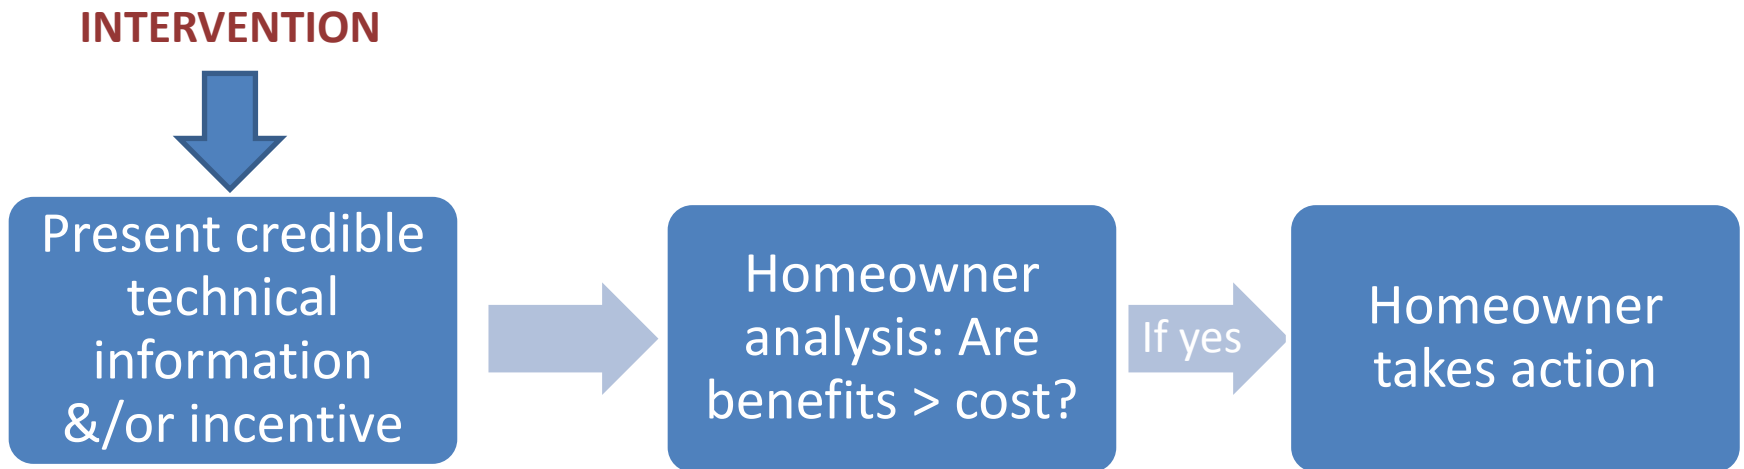 INTERVENTION
Present credible
technical
information
&/or incentive
Homeowner
analysis: Are
benefits > cost?
If yes
Homeowner
takes action